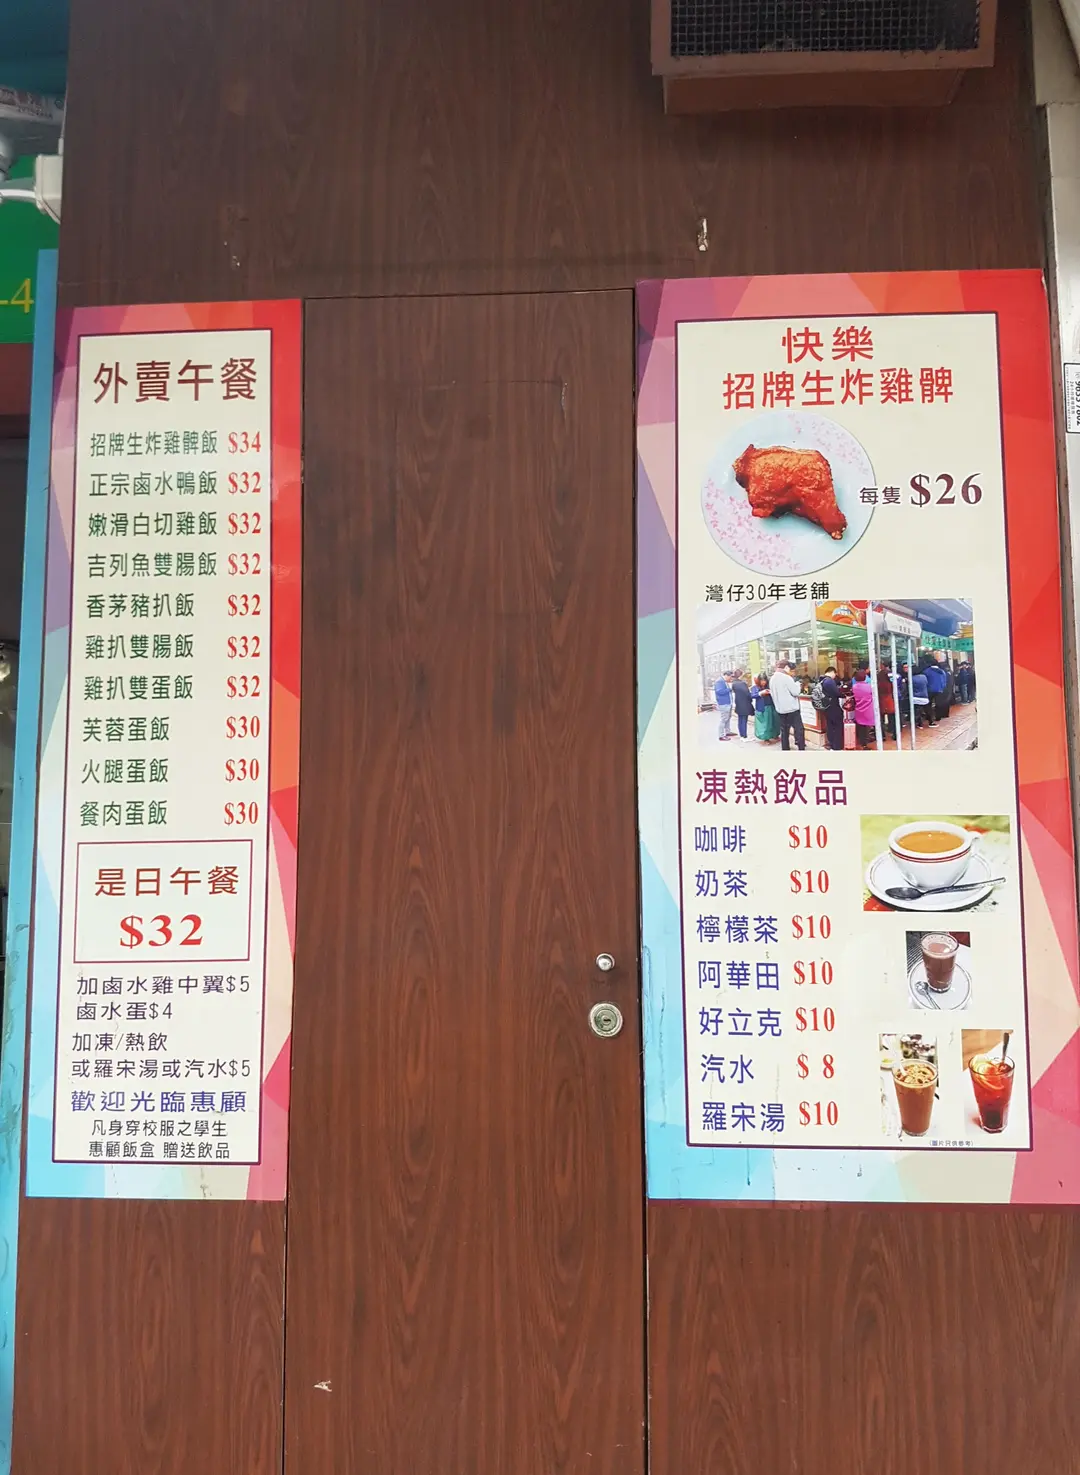 外賣午餐
招牌生炸雞髀飯 $34
正宗鹵水鴨飯 $32
嫩滑白切雞飯 $32
吉列魚雙腸飯 $32
香茅豬扒飯 $32
雞扒雙腸飯 $32
雞扒雙蛋飯 $32
芙蓉蛋飯 $30
火腿蛋飯 $30
餐肉蛋飯 $30
是日午餐
$32
加鹵水雞中翼$5
鹵水蛋$4
加凍/熱飲
或羅宋湯或汽水$5
歡迎光臨惠顧
凡身穿校服之學生
惠顧飯盒 贈送飲品
快樂
招牌生炸雞髀
每隻 $26
灣仔30年老舖
凍熱飲品
咖啡 $10
奶茶 $10
檸檬茶 $10
阿華田 $10
好立克 $10
汽水 $ 8
羅宋湯 $10
(圖片只供參考)
-4